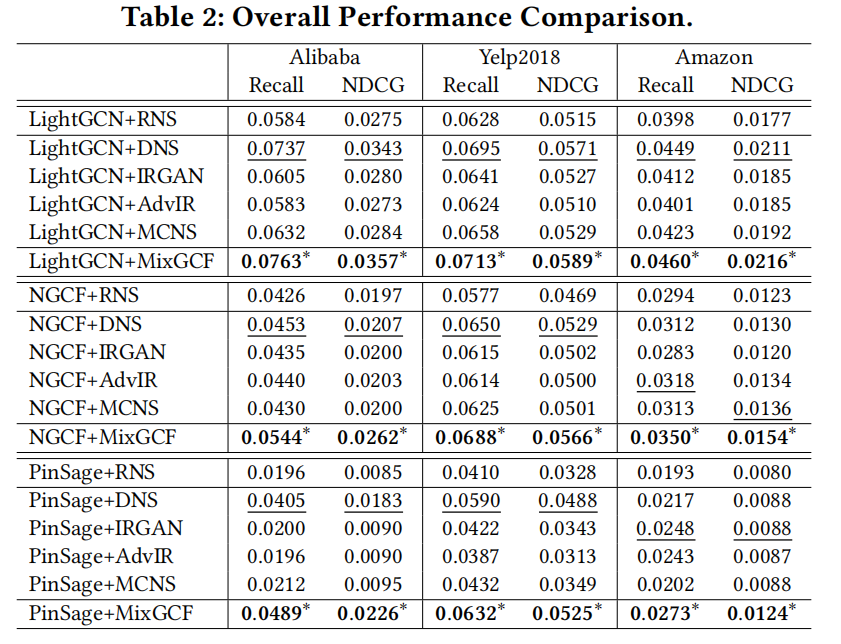 Table 2: Overall Performance Comparison.
Alibaba Yelp2018 Amazon
Recall NDCG Recall NDCG Recall NDCG
LightGCN+RNS 0.0584 0.0275 0.0628 0.0515 0.0398 0.0177
LightGCN+DNS 0.0737 0.0343 0.0695 0.0571 0.0449 0.0211
LightGCN+IRGAN 0.0605 0.0280 0.0641 0.0527 0.0412 0.0185
LightGCN+AdvIR 0.0583 0.0273 0.0624 0.0510 0.0401 0.0185
LightGCN+MCNS 0.0632 0.0284 0.0658 0.0529 0.0423 0.0192
LightGCN+MixGCF 0.0763* 0.0357* 0.0713* 0.0589* 0.0460* 0.0216*
NGCF+RNS 0.0426 0.0197 0.0577 0.0469 0.0294 0.0123
NGCF+DNS 0.0453 0.0207 0.0650 0.0529 0.0312 0.0130
NGCF+IRGAN 0.0435 0.0200 0.0615 0.0502 0.0283 0.0120
NGCF+AdvIR 0.0440 0.0203 0.0614 0.0500 0.0318 0.0134
NGCF+MCNS 0.0430 0.0200 0.0625 0.0501 0.0313 0.0136
NGCF+MixGCF 0.0544* 0.0262* 0.0688* 0.0566* 0.0350* 0.0154*
PinSage+RNS 0.0196 0.0085 0.0410 0.0328 0.0193 0.0080
PinSage+DNS 0.0405 0.0183 0.0590 0.0488 0.0217 0.0088
PinSage+IRGAN 0.0200 0.0090 0.0422 0.0343 0.0248 0.0088
PinSage+AdvIR 0.0196 0.0090 0.0387 0.0313 0.0243 0.0087
PinSage+MCNS 0.0212 0.0095 0.0432 0.0349 0.0202 0.0088
PinSage+MixGCF 0.0489* 0.0226* 0.0632* 0.0525* 0.0273* 0.0124*